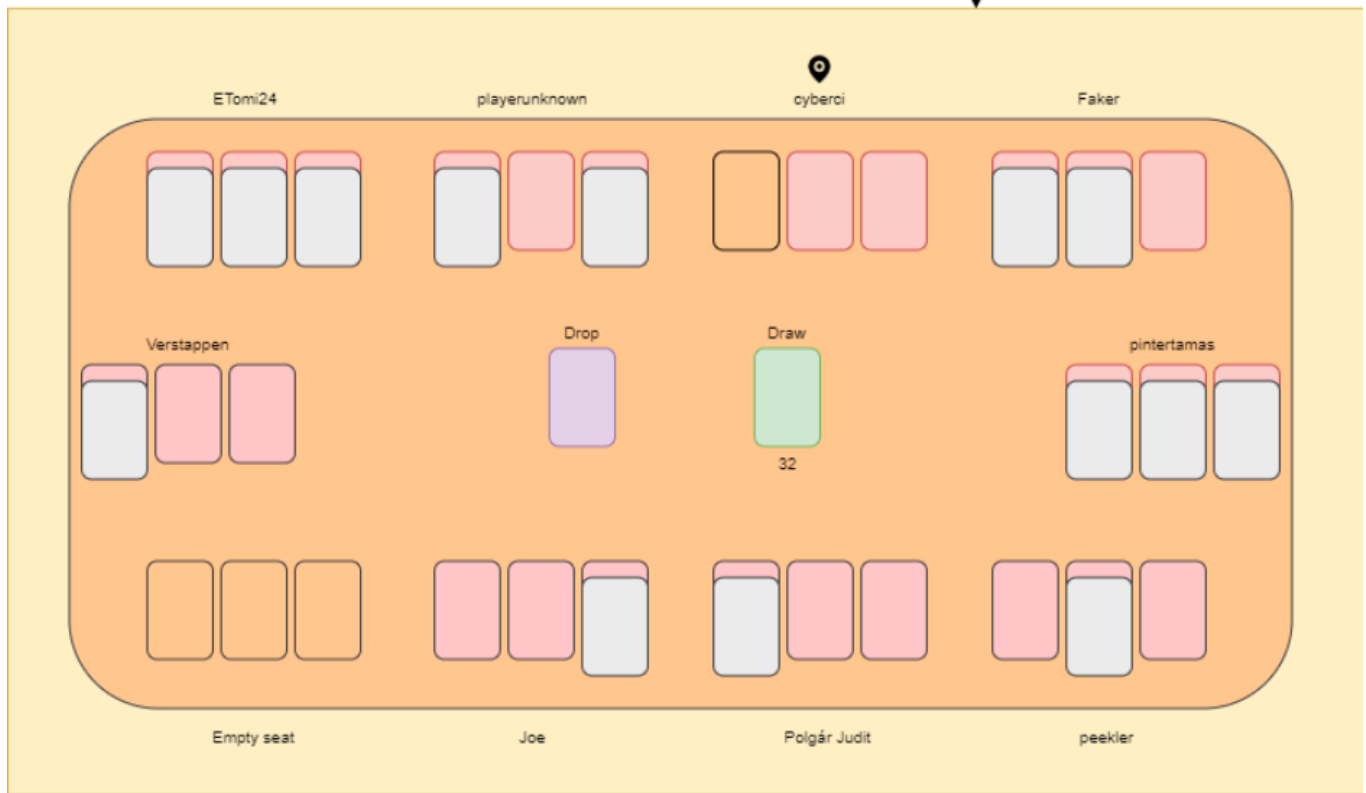 ETomi24
playerunknown
cyberci
Faker
Verstappen
Drop
Draw
pintertamas
32
Empty seat
Joe
Polgár Judit
peekler